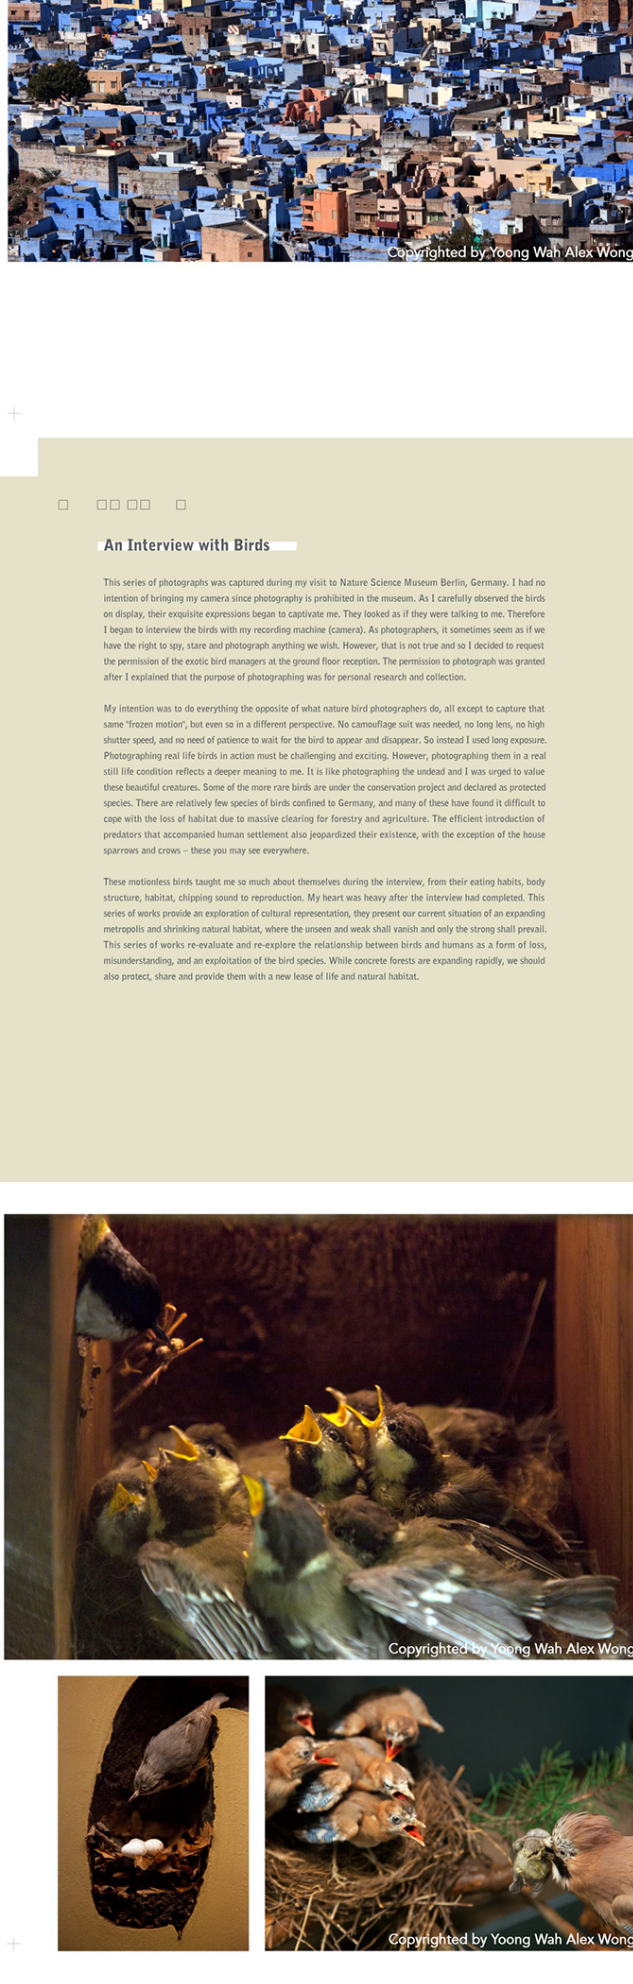 Copyrighted by Yoong Wah Alex Wong
An Interview with Birds
This series of photographs was captured during my visit to Nature Science Museum Berlin, Germany. I had no
intention of bringing my camera since photography is prohibited in the museum. As I carefully observed the birds
on display, their exquisite expressions began to captivate me. They looked as if they were talking to me. Therefore
I began to interview the birds with my recording machine (camera). As photographers, it sometimes seem as if we
have the right to spy, stare and photograph anything we wish. However, that is not true and so I decided to request
the permission of the exotic bird managers at the ground floor reception. The permission to photograph was granted
after I explained that the purpose of photographing was for personal research and collection.
My intention was to do everything the opposite of what nature bird photographers do, all except to capture that
same "frozen motion", but even so in a different perspective. No camouflage suit was needed, no long lens, no high
shutter speed, and no need of patience to wait for the bird to appear and disappear. So instead I used long exposure.
Photographing real life birds in action must be challenging and exciting. However, photographing them in a real
still life condition reflects a deeper meaning to me. It is like photographing the undead and I was urged to value
these beautiful creatures. Some of the more rare birds are under the conservation project and declared as protected
species. There are relatively few species of birds confined to Germany, and many of these have found it difficult to
cope with the loss of habitat due to massive clearing for forestry and agriculture. The efficient introduction of
predators that accompanied human settlement also jeopardized their existence, with the exception of the house
sparrows and crows – these you may see everywhere.
These motionless birds taught me so much about themselves during the interview, from their eating habits, body
structure, habitat, chipping sound to reproduction. My heart was heavy after the interview had completed. This
series of works provide an exploration of cultural representation, they present our current situation of an expanding
metropolis and shrinking natural habitat, where the unseen and weak shall vanish and only the strong shall prevail.
This series of works re-evaluate and re-explore the relationship between birds and humans as a form of loss,
misunderstanding, and an exploitation of the bird species. While concrete forests are expanding rapidly, we should
also protect, share and provide them with a new lease of life and natural habitat.
Copyrighted by Yoong Wah Alex Wong
Copyrighted by Yoong Wah Alex Wong